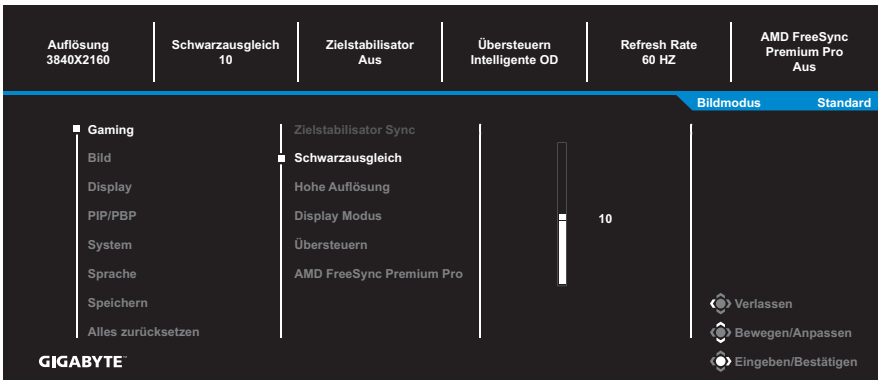 Auflösung
3840X2160
Schwarzausgleich
10
Zielstabilisator
Aus
Übersteuern
Intelligente OD
Refresh Rate
60 HZ
AMD FreeSync
Premium Pro
Aus
Bildmodus Standard
Gaming
Bild
Display
PIP/PBP
System
Sprache
Speichern
Alles zurücksetzen
Zielstabilisator Sync
Schwarzausgleich
Hohe Auflösung
Display Modus
Übersteuern
AMD FreeSync Premium Pro
10
Verlassen
Bewegen/Anpassen
Eingeben/Bestätigen
GIGABYTE™